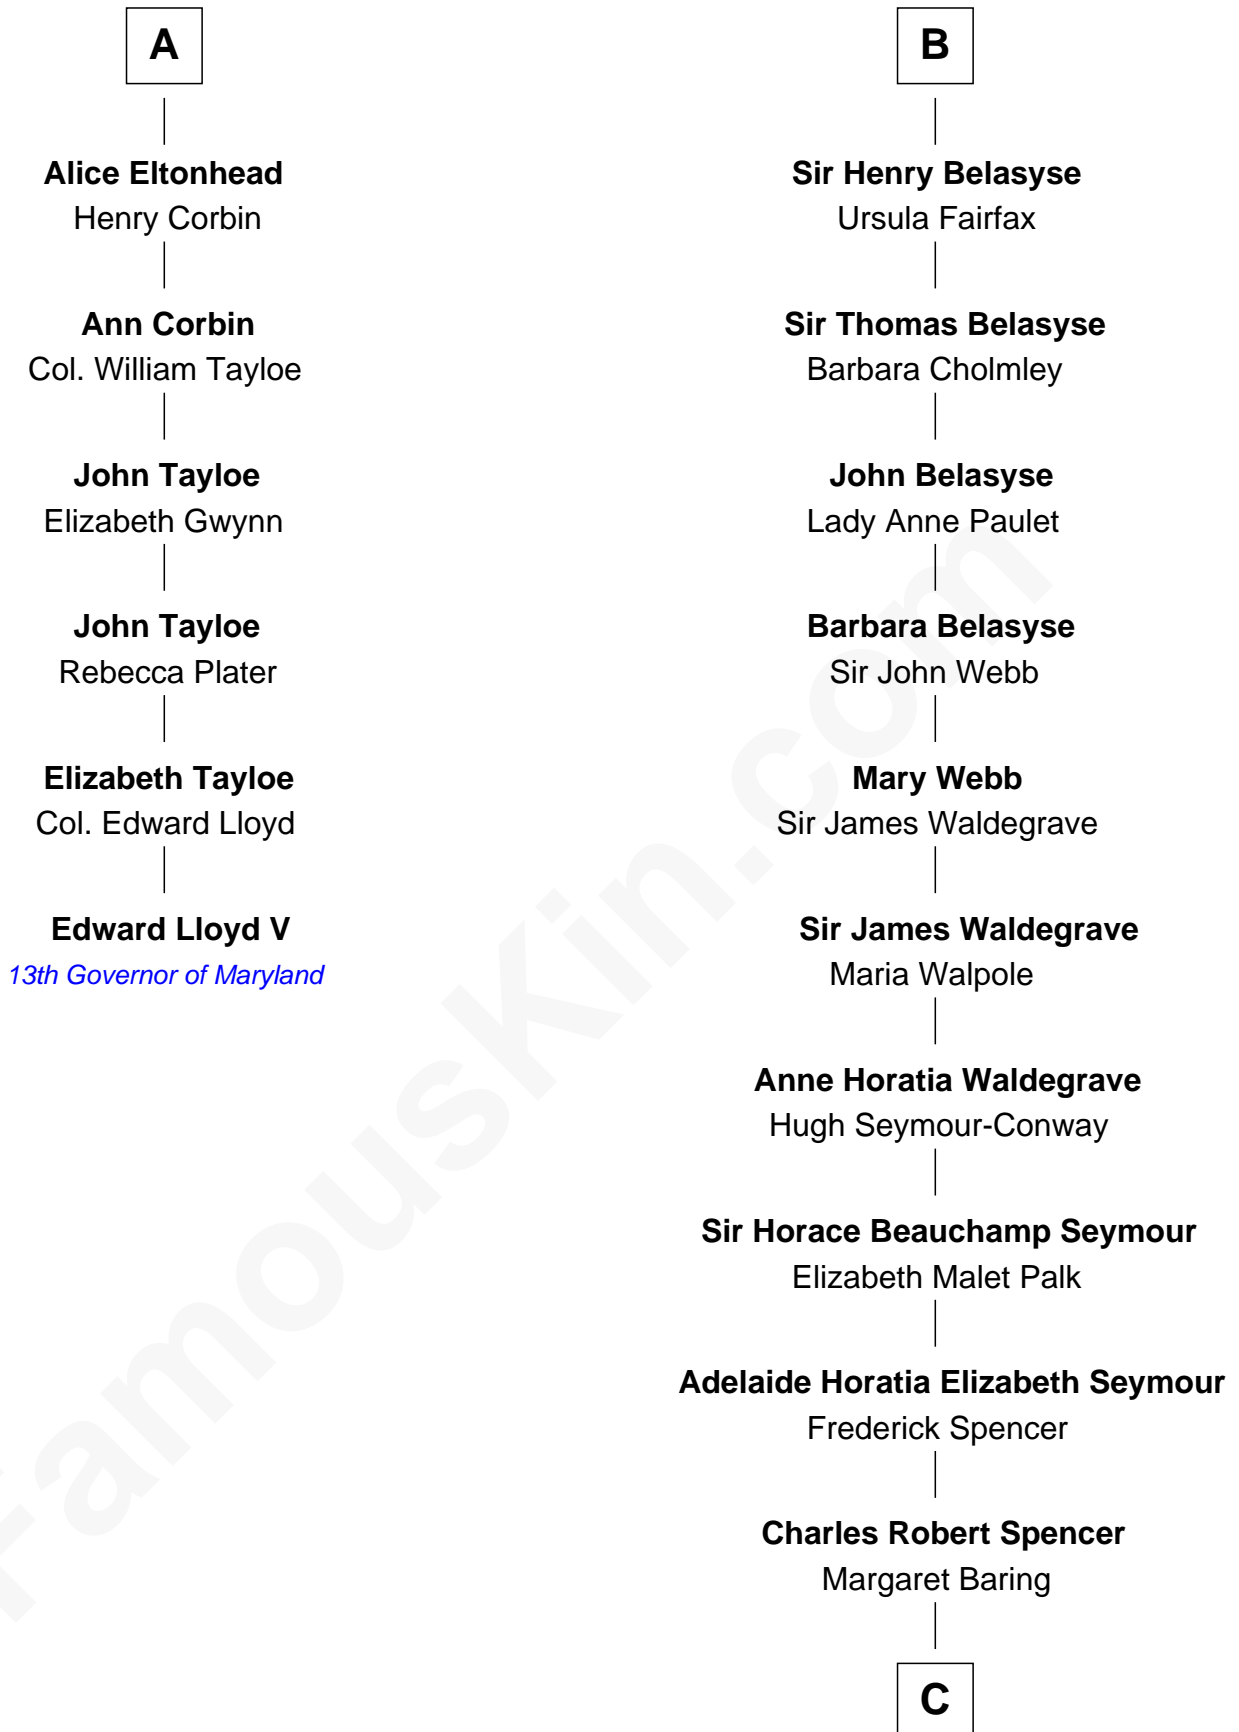 A
Alice Eltonhead
Henry Corbin
Ann Corbin
Col. William Tayloe
John Tayloe
Elizabeth Gwynn
John Tayloe
Rebecca Plater
Elizabeth Tayloe
Col. Edward Lloyd
Edward Lloyd V
13th Governor of Maryland
B
Sir Henry Belasyse
Ursula Fairfax
Sir Thomas Belasyse
Barbara Cholmley
John Belasyse
Lady Anne Paulet
Barbara Belasyse
Sir John Webb
Mary Webb
Sir James Waldegrave
Sir James Waldegrave
Maria Walpole
Anne Horatia Waldegrave
Hugh Seymour-Conway
Sir Horace Beauchamp Seymour
Elizabeth Malet Palk
Adelaide Horatia Elizabeth Seymour
Frederick Spencer
Charles Robert Spencer
Margaret Baring
C
FamousKin.com